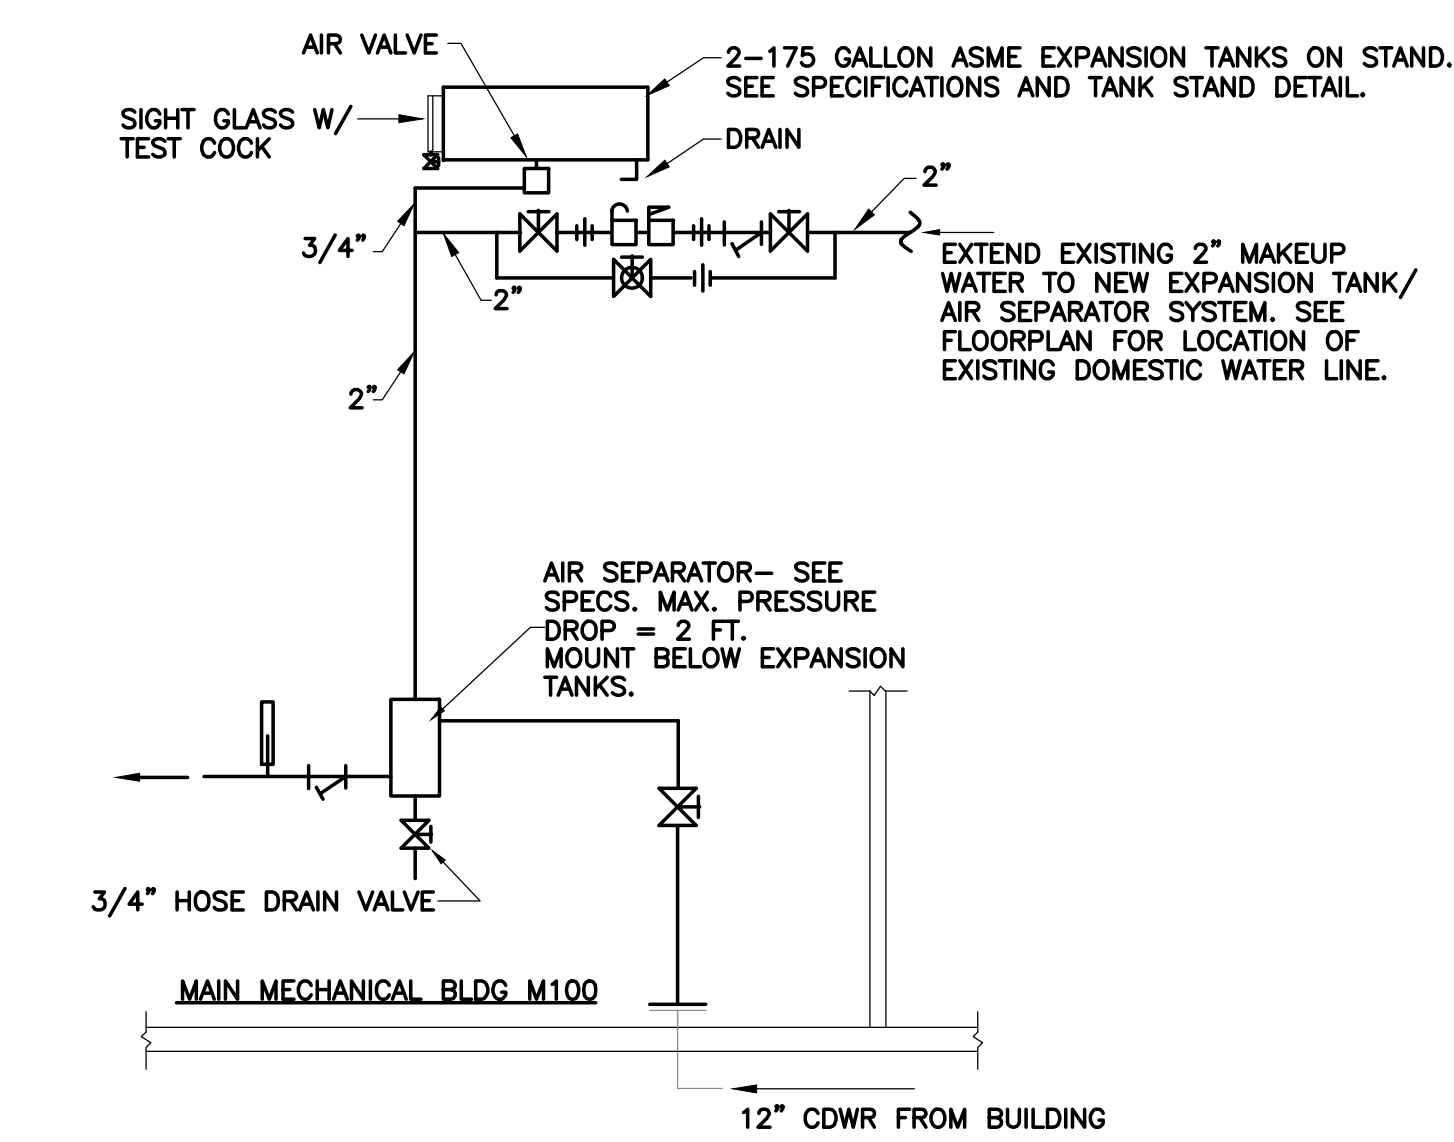 AIR VALVE
2-175 GALLON ASME EXPANSION TANKS ON STAND.
SEE SPECIFICATIONS AND TANK STAND DETAIL.
SIGHT GLASS W/
TEST COCK
DRAIN
2"
3/4"
2"
EXTEND EXISTING 2" MAKEUP
WATER TO NEW EXPANSION TANK/
AIR SEPARATOR SYSTEM. SEE
FLOORPLAN FOR LOCATION OF
EXISTING DOMESTIC WATER LINE.
2"
AIR SEPARATOR- SEE
SPECS. MAX. PRESSURE
DROP = 2 FT.
MOUNT BELOW EXPANSION
TANKS.
3/4" HOSE DRAIN VALVE
MAIN MECHANICAL BLDG M100
12" CDWR FROM BUILDING